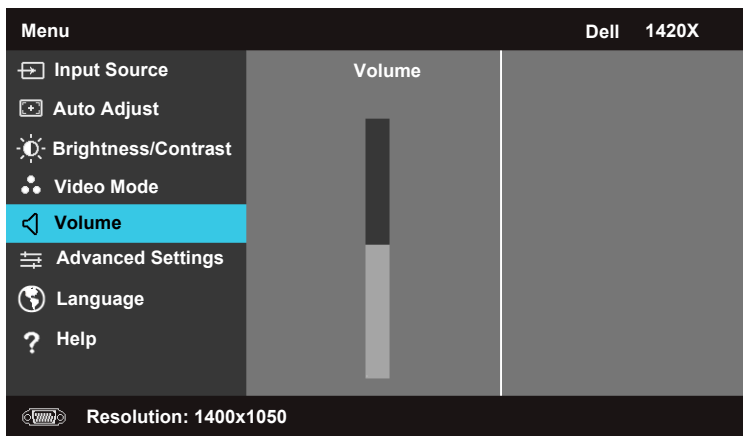 Menu Dell 1420X
Input Source
Volume
Auto Adjust
Brightness/Contrast
Video Mode
Volume
Advanced Settings
Language
? Help
Resolution: 1400x1050